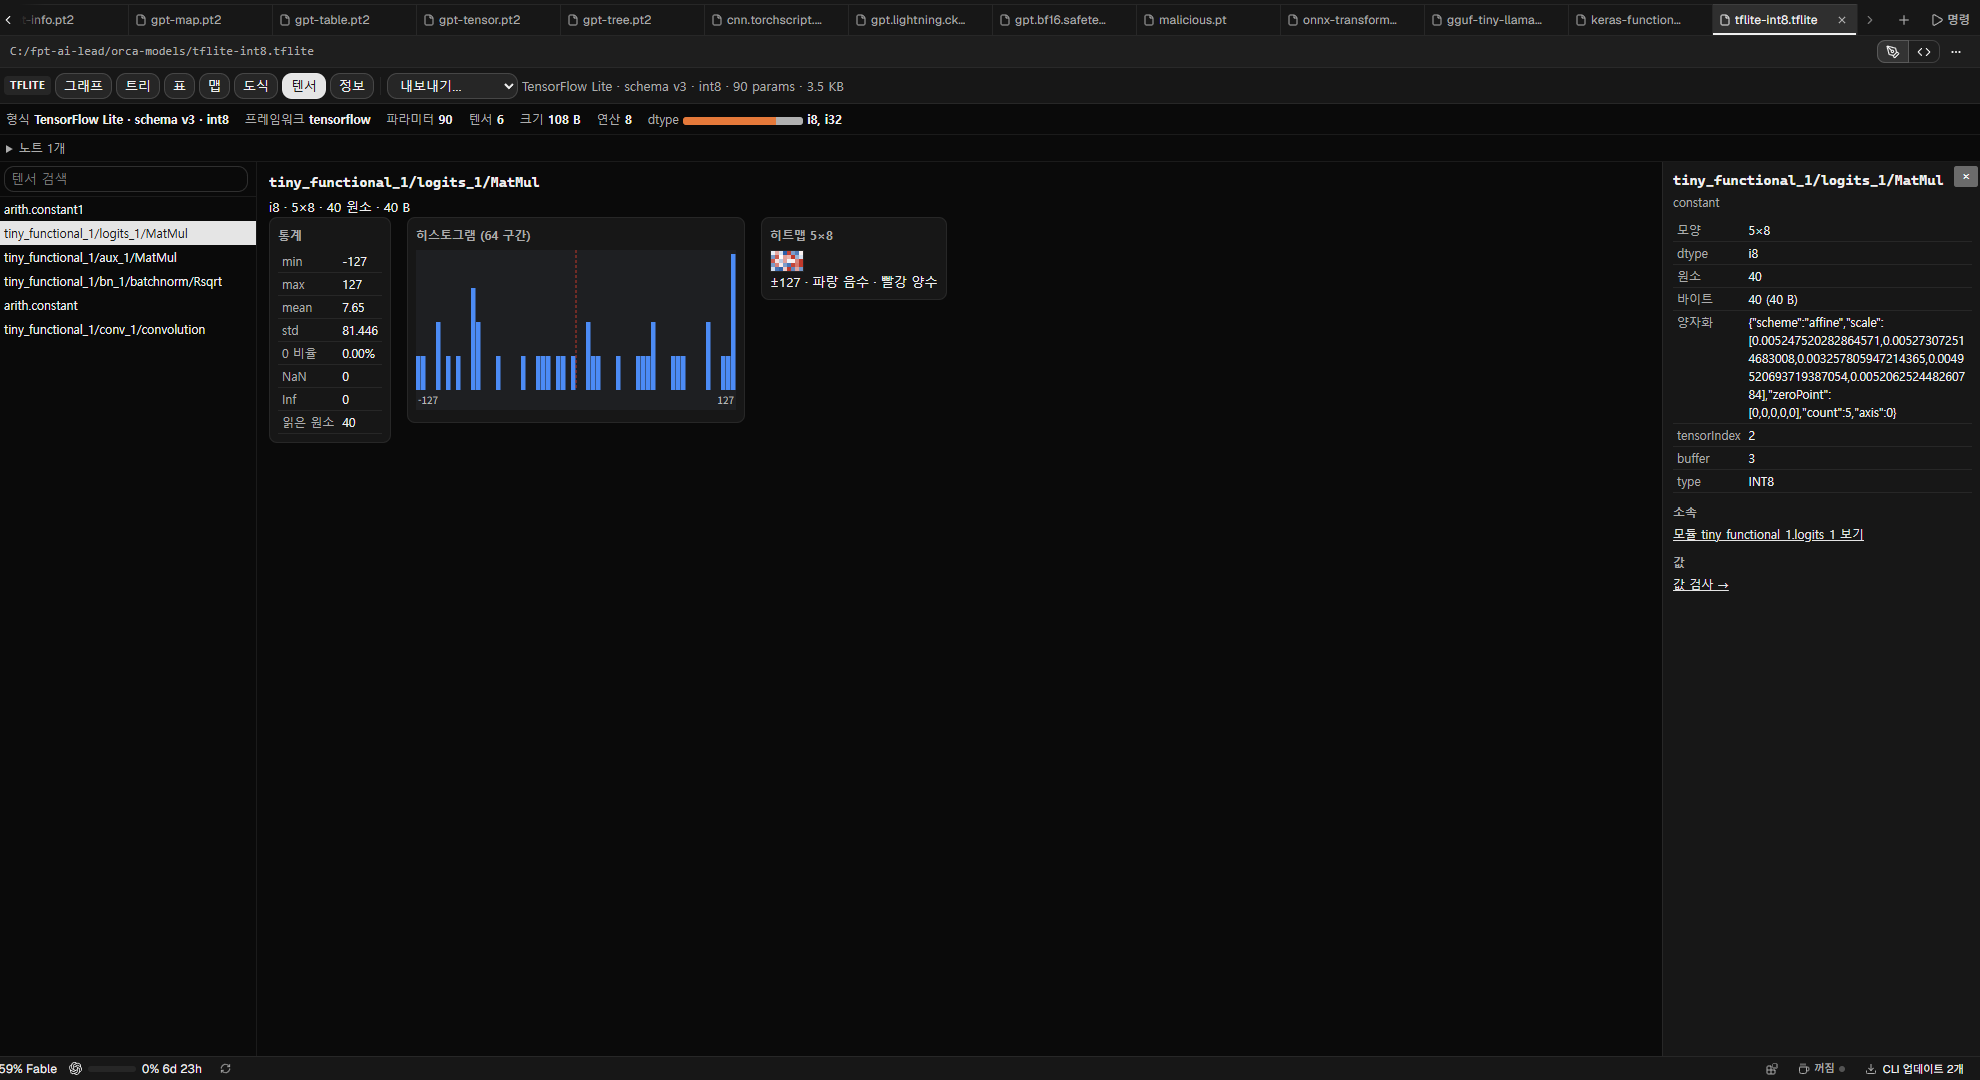 t-info.pt2
gpt-map.pt2
gpt-table.pt2
gpt-tensor.pt2
gpt-tree.pt2
cnn.torchscript....
gpt.lightning.ck...
gpt.bf16.safete...
malicious.pt
onnx-transform...
gguf-tiny-llama...
keras-function...
tflite-int8.tflite
명령
C:/fpt-ai-lead/orca-models/tflite-int8.tflite
TFLITE 그래프 트리 표 맵 도식 텐서 정보 내보내기... TensorFlow Lite · schema v3 · int8 · 90 params · 3.5 KB
형식 TensorFlow Lite · schema v3 · int8 프레임워크 tensorflow 파라미터 90 텐서 6 크기 108 B 연산 8 dtype i8, i32
▶ 노트 1개
텐서 검색
arith.constant1
tiny_functional_1/logits_1/MatMul
tiny_functional_1/aux_1/MatMul
tiny_functional_1/bn_1/batchnorm/Rsqrt
arith.constant
tiny_functional_1/conv_1/convolution
tiny_functional_1/logits_1/MatMul
i8 · 5×8 · 40 원소 · 40 B
통계
min -127
max 127
mean 7.65
std 81.446
0 비율 0.00%
NaN 0
Inf 0
읽은 원소 40
히스토그램 (64 구간)
-127 127
히트맵 5×8
±127 · 파랑 음수 · 빨강 양수
tiny_functional_1/logits_1/MatMul
constant
모양 5×8
dtype i8
원소 40
바이트 40 (40 B)
양자화 {"scheme":"affine","scale":
[0.005247520282864571,0.00527307251
4683008,0.003257805947214365,0.0049
520693719387054,0.0052062524482607
84],"zeroPoint":
[0,0,0,0,0],"count":5,"axis":0}
tensorIndex 2
buffer 3
type INT8
소속
모듈 tiny_functional_1.logits_1 보기
값
값 검사 →
59% Fable
0% 6d 23h
꺼짐
CLI 업데이트 2개